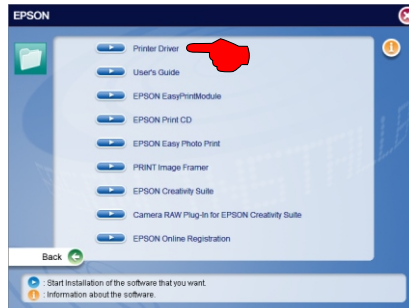 EPSON
Printer Driver
User's Guide
EPSON EasyPrintModule
EPSON Print CD
EPSON Easy Photo Print
PRINT Image Framer
EPSON Creativity Suite
Camera RAW Plug-In for EPSON Creativity Suite
EPSON Online Registration
Back
: Start Installation of the software that you want.
: Information about the software.